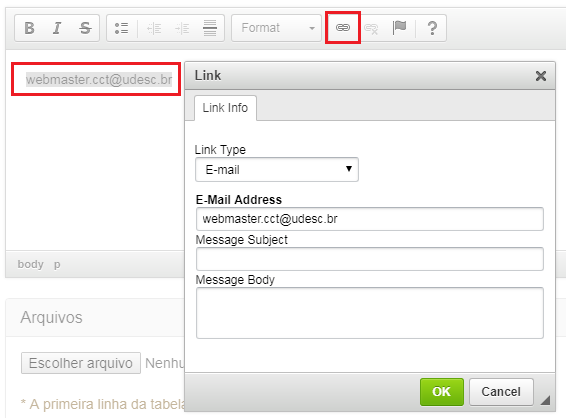 B I S Format ?
webmaster.cct@udesc.br
Link
Link Info
Link Type
E-mail
E-Mail Address
webmaster.cct@udesc.br
Message Subject
Message Body
body p
Arquivos
Escolher arquivo Nenhu
* A primeira linha da tabela
OK Cancel